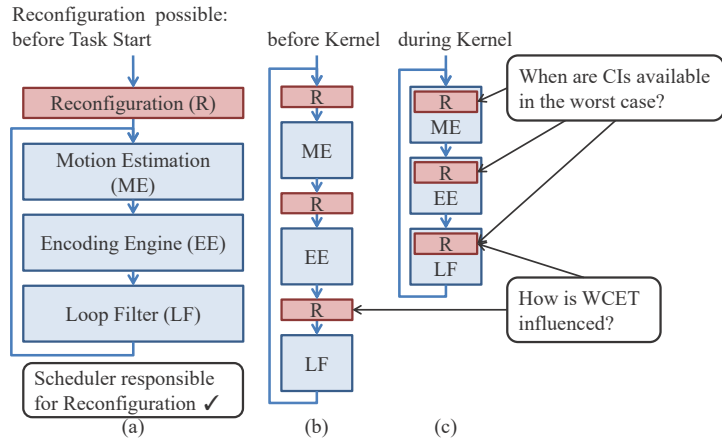 Reconfiguration possible:
before Task Start
before Kernel
during Kernel
Reconfiguration (R)
Motion Estimation
(ME)
Encoding Engine (EE)
Loop Filter (LF)
Scheduler responsible
for Reconfiguration ✓
(a)
R
ME
R
EE
R
LF
(b)
R
ME
R
EE
R
LF
(c)
When are CIs available
in the worst case?
How is WCET
influenced?